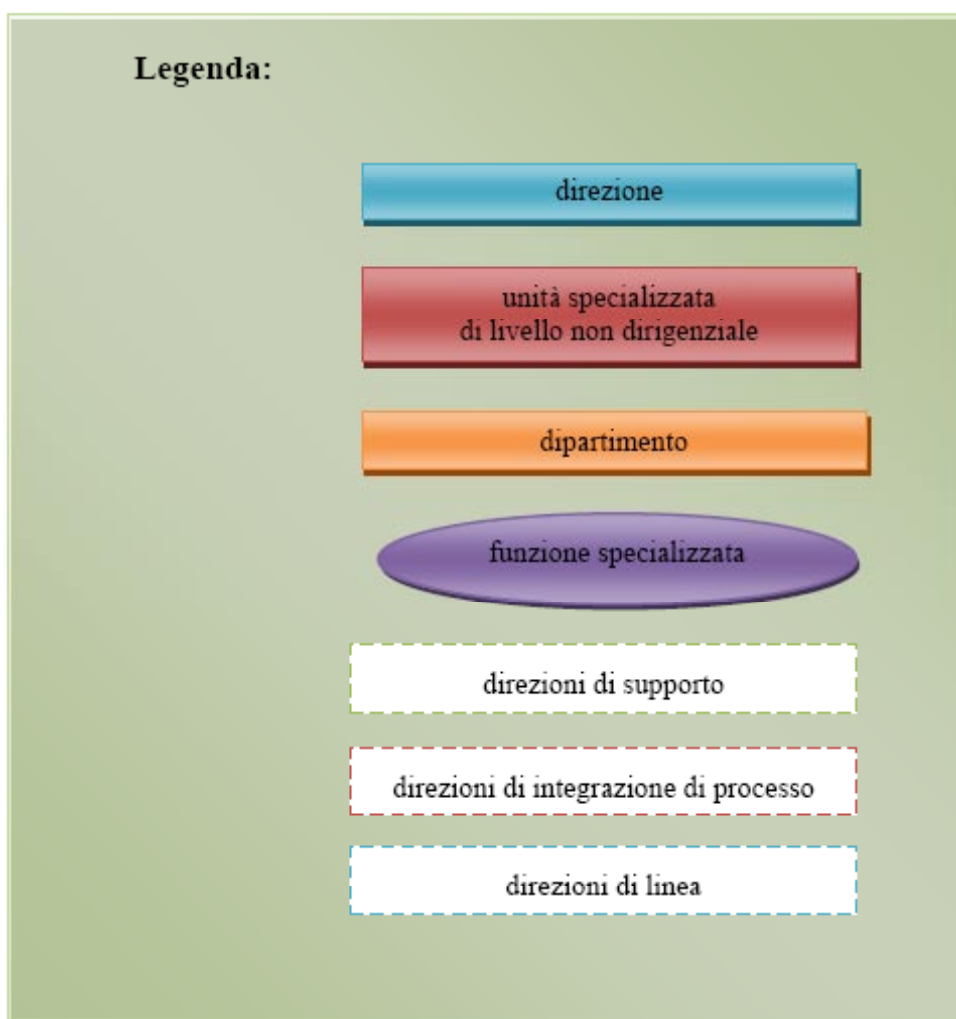 Legenda:
direzione
unità specializzata
di livello non dirigenziale
dipartimento
funzione specializzata
direzioni di supporto
direzioni di integrazione di processo
direzioni di linea